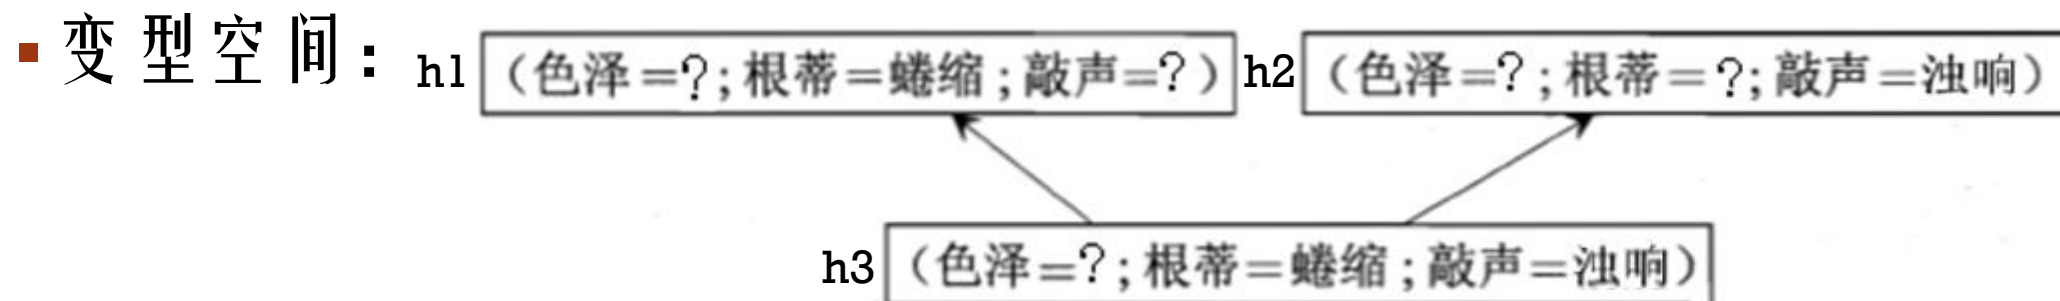 ▪ 变型空间：h1（色泽=?；根蒂=蜷缩；敲声=?）h2（色泽=?；根蒂=?；敲声=浊响）
h3（色泽=?；根蒂=蜷缩；敲声=浊响）